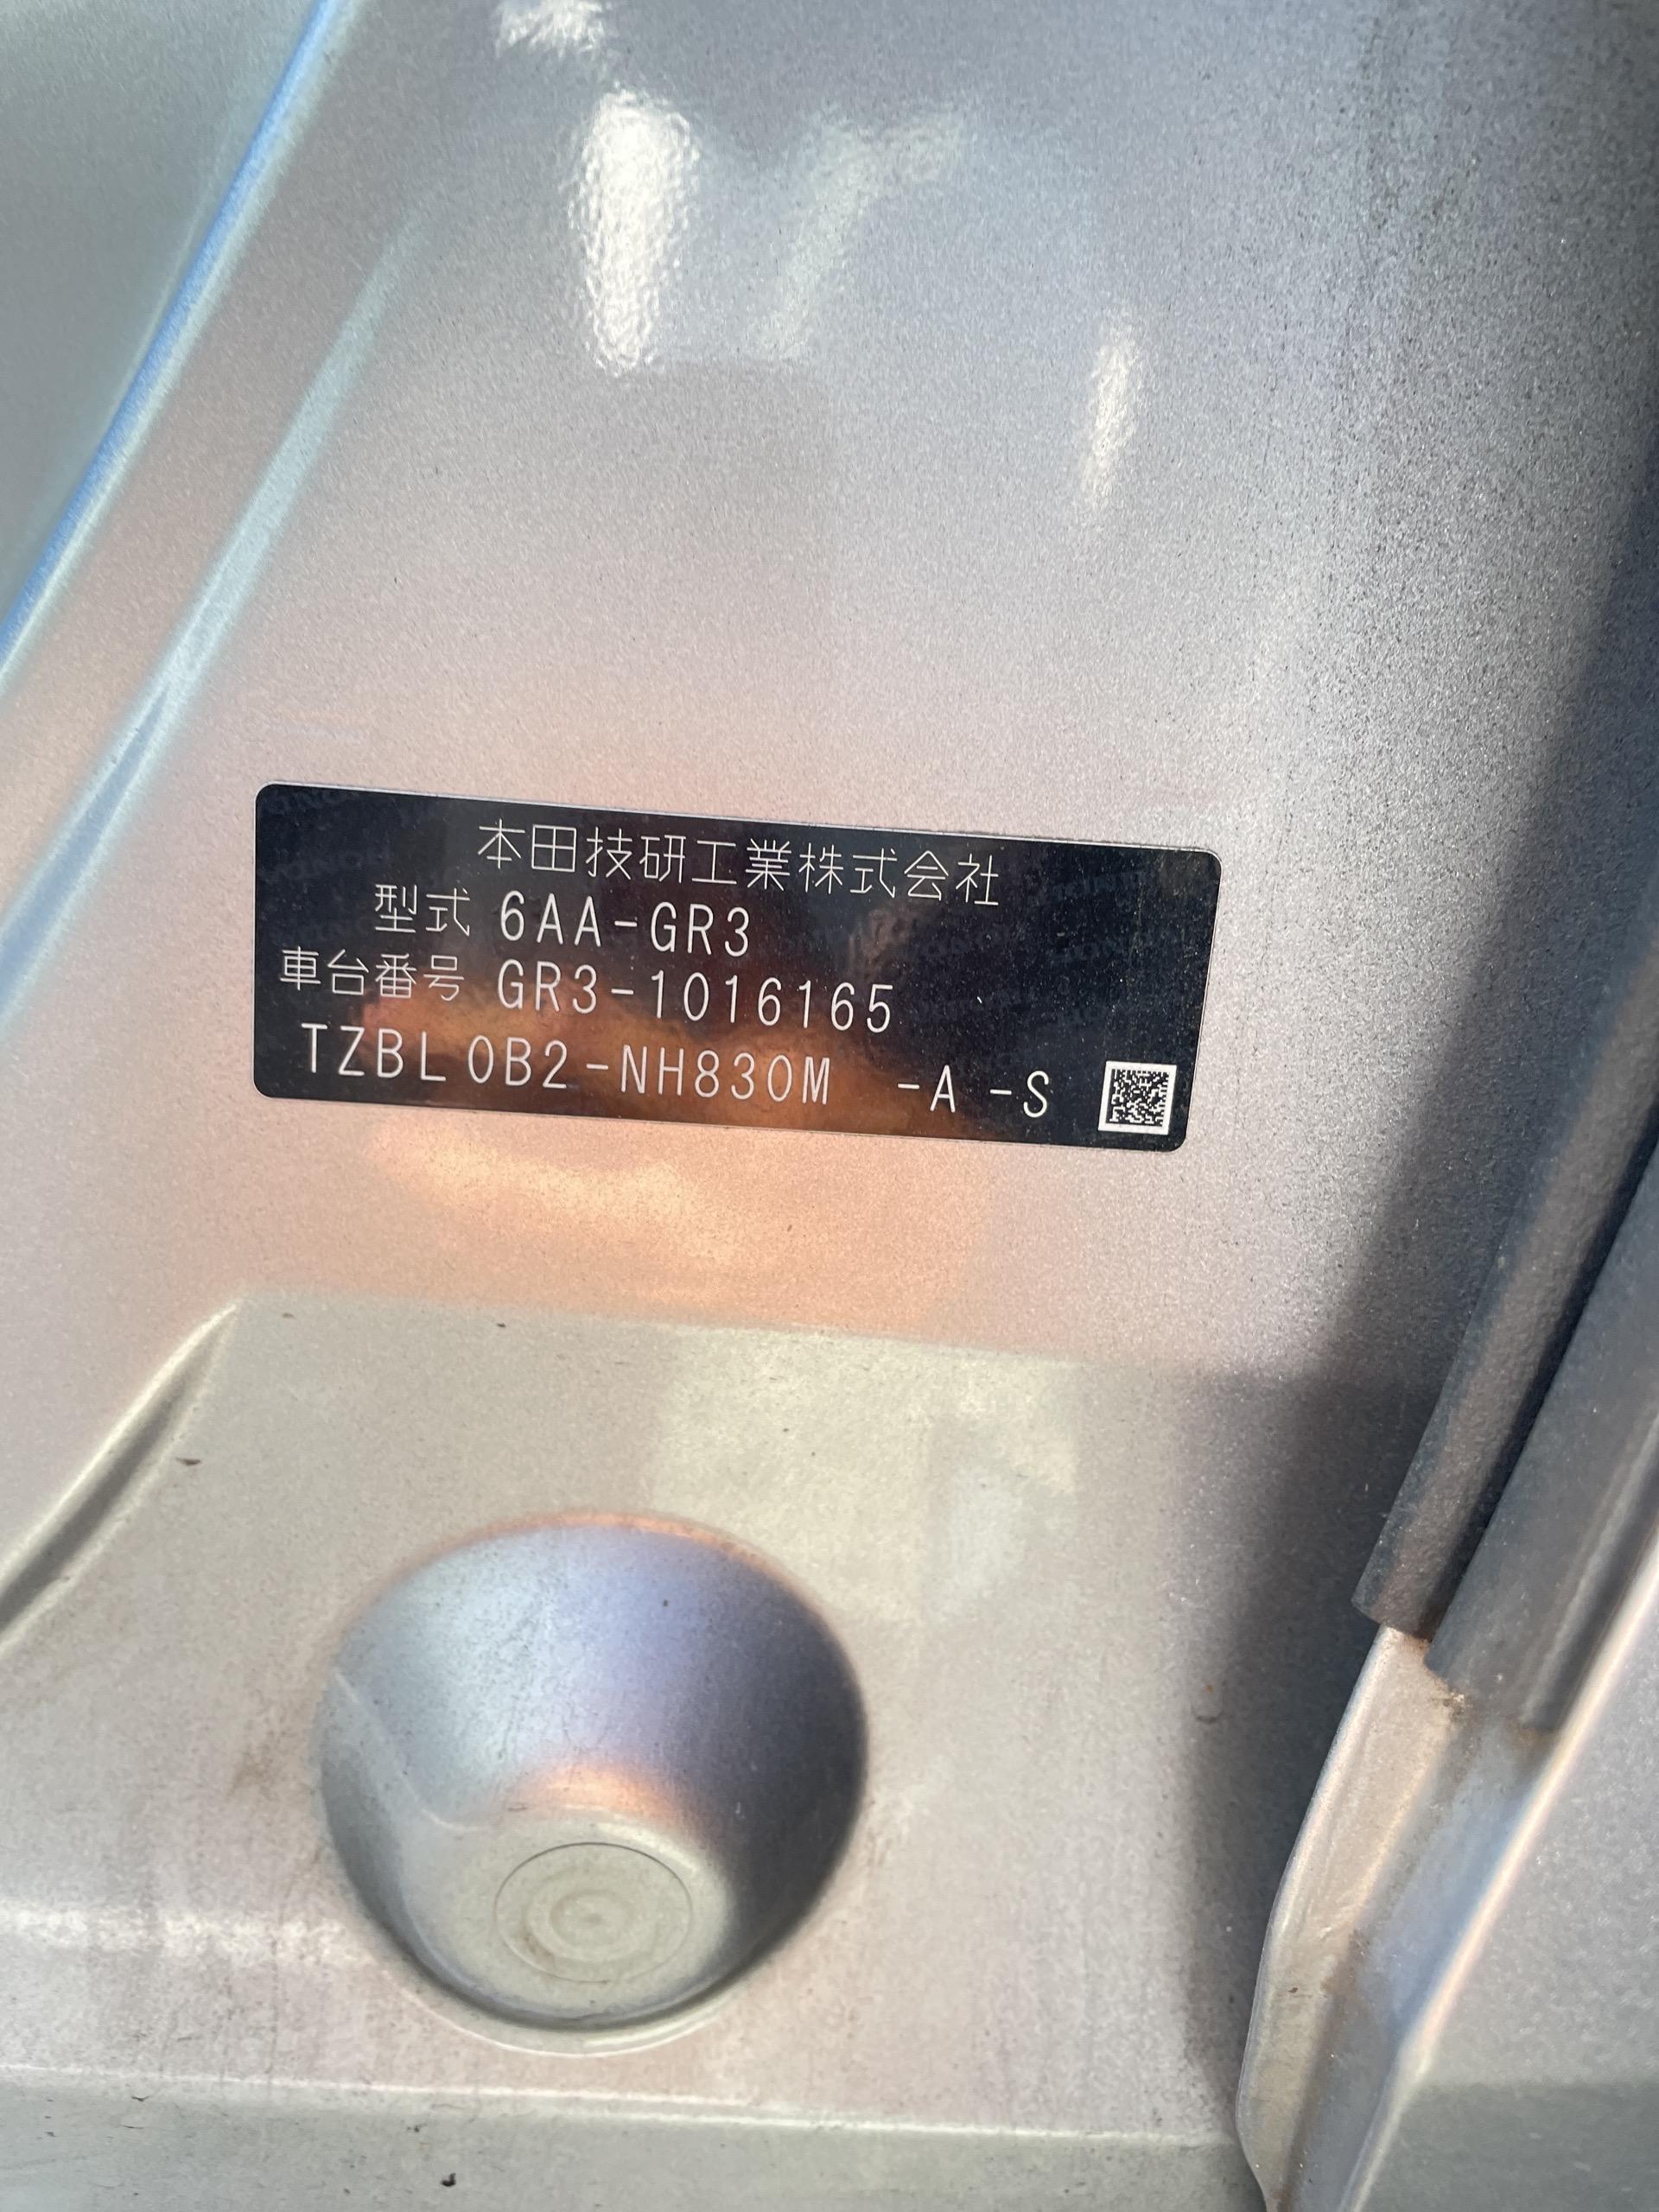 本田技研工業株式会社
型式 6AA-GR3
車台番号 GR3-1016165
TZBL0B2-NH830M -A -S